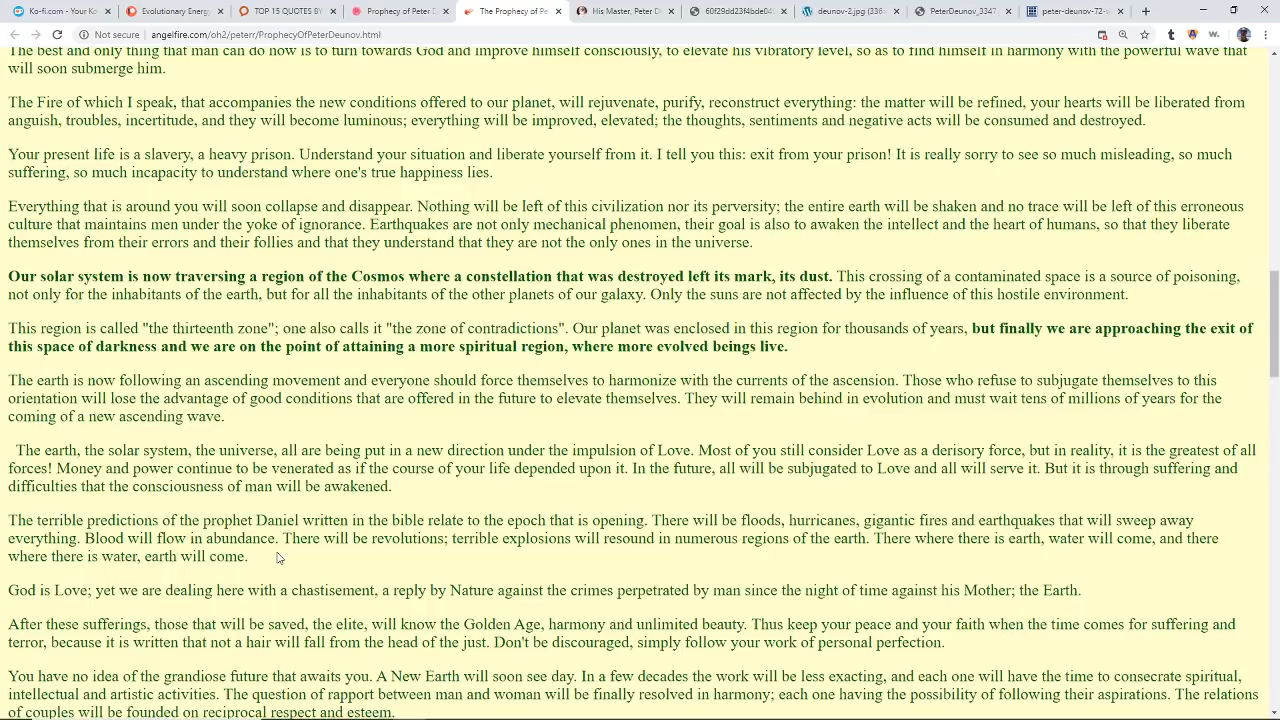 Ko-fi.com - Your
Evolutionary Energy
TOP 15 QUOTES BY
Prophecy of Peter D
The Prophecy of Pet
His Master, Peter De
60f29dd23f4bde04
deunov-2.jpg (336×
PeterDeunov_3347
peter-deunov-72-s
Not secure | angelfire.com/oh2/peterr/ProphecyOfPeterDeunov.html
The best and only thing that man can do now is to turn towards God and improve himself consciously, to elevate his vibratory level, so as to find himself in harmony with the powerful wave that
will soon submerge him.
The Fire of which I speak, that accompanies the new conditions offered to our planet, will rejuvenate, purify, reconstruct everything: the matter will be refined, your hearts will be liberated from
anguish, troubles, incertitude, and they will become luminous; everything will be improved, elevated; the thoughts, sentiments and negative acts will be consumed and destroyed.
Your present life is a slavery, a heavy prison. Understand your situation and liberate yourself from it. I tell you this: exit from your prison! It is really sorry to see so much misleading, so much
suffering, so much incapacity to understand where one's true happiness lies.
Everything that is around you will soon collapse and disappear. Nothing will be left of this civilization nor its perversity; the entire earth will be shaken and no trace will be left of this erroneous
culture that maintains men under the yoke of ignorance. Earthquakes are not only mechanical phenomen, their goal is also to awaken the intellect and the heart of humans, so that they liberate
themselves from their errors and their follies and that they understand that they are not the only ones in the universe.
Our solar system is now traversing a region of the Cosmos where a constellation that was destroyed left its mark, its dust. This crossing of a contaminated space is a source of poisoning,
not only for the inhabitants of the earth, but for all the inhabitants of the other planets of our galaxy. Only the suns are not affected by the influence of this hostile environment.
This region is called "the thirteenth zone"; one also calls it "the zone of contradictions". Our planet was enclosed in this region for thousands of years, but finally we are approaching the exit of
this space of darkness and we are on the point of attaining a more spiritual region, where more evolved beings live.
The earth is now following an ascending movement and everyone should force themselves to harmonize with the currents of the ascension. Those who refuse to subjugate themselves to this
orientation will lose the advantage of good conditions that are offered in the future to elevate themselves. They will remain behind in evolution and must wait tens of millions of years for the
coming of a new ascending wave.
The earth, the solar system, the universe, all are being put in a new direction under the impulsion of Love. Most of you still consider Love as a derisory force, but in reality, it is the greatest of all
forces! Money and power continue to be venerated as if the course of your life depended upon it. In the future, all will be subjugated to Love and all will serve it. But it is through suffering and
difficulties that the consciousness of man will be awakened.
The terrible predictions of the prophet Daniel written in the bible relate to the epoch that is opening. There will be floods, hurricanes, gigantic fires and earthquakes that will sweep away
everything. Blood will flow in abundance. There will be revolutions; terrible explosions will resound in numerous regions of the earth. There where there is earth, water will come, and there
where there is water, earth will come.
God is Love; yet we are dealing here with a chastisement, a reply by Nature against the crimes perpetrated by man since the night of time against his Mother; the Earth.
After these sufferings, those that will be saved, the elite, will know the Golden Age, harmony and unlimited beauty. Thus keep your peace and your faith when the time comes for suffering and
terror, because it is written that not a hair will fall from the head of the just. Don't be discouraged, simply follow your work of personal perfection.
You have no idea of the grandiose future that awaits you. A New Earth will soon see day. In a few decades the work will be less exacting, and each one will have the time to consecrate spiritual,
intellectual and artistic activities. The question of rapport between man and woman will be finally resolved in harmony; each one having the possibility of following their aspirations. The relations
of couples will be founded on reciprocal respect and esteem.